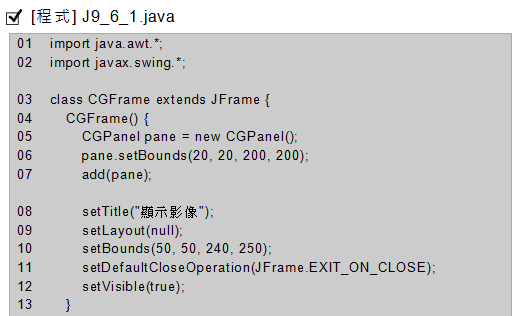 [程式] J9_6_1.java
01 import java.awt.*;
02 import javax.swing.*;
03 class CGFrame extends JFrame {
04 CGFrame() {
05 CGPanel pane = new CGPanel();
06 pane.setBounds(20, 20, 200, 200);
07 add(pane);
08 setTitle("顯示影像");
09 setLayout(null);
10 setBounds(50, 50, 240, 250);
11 setDefaultCloseOperation(JFrame.EXIT_ON_CLOSE);
12 setVisible(true);
13 }